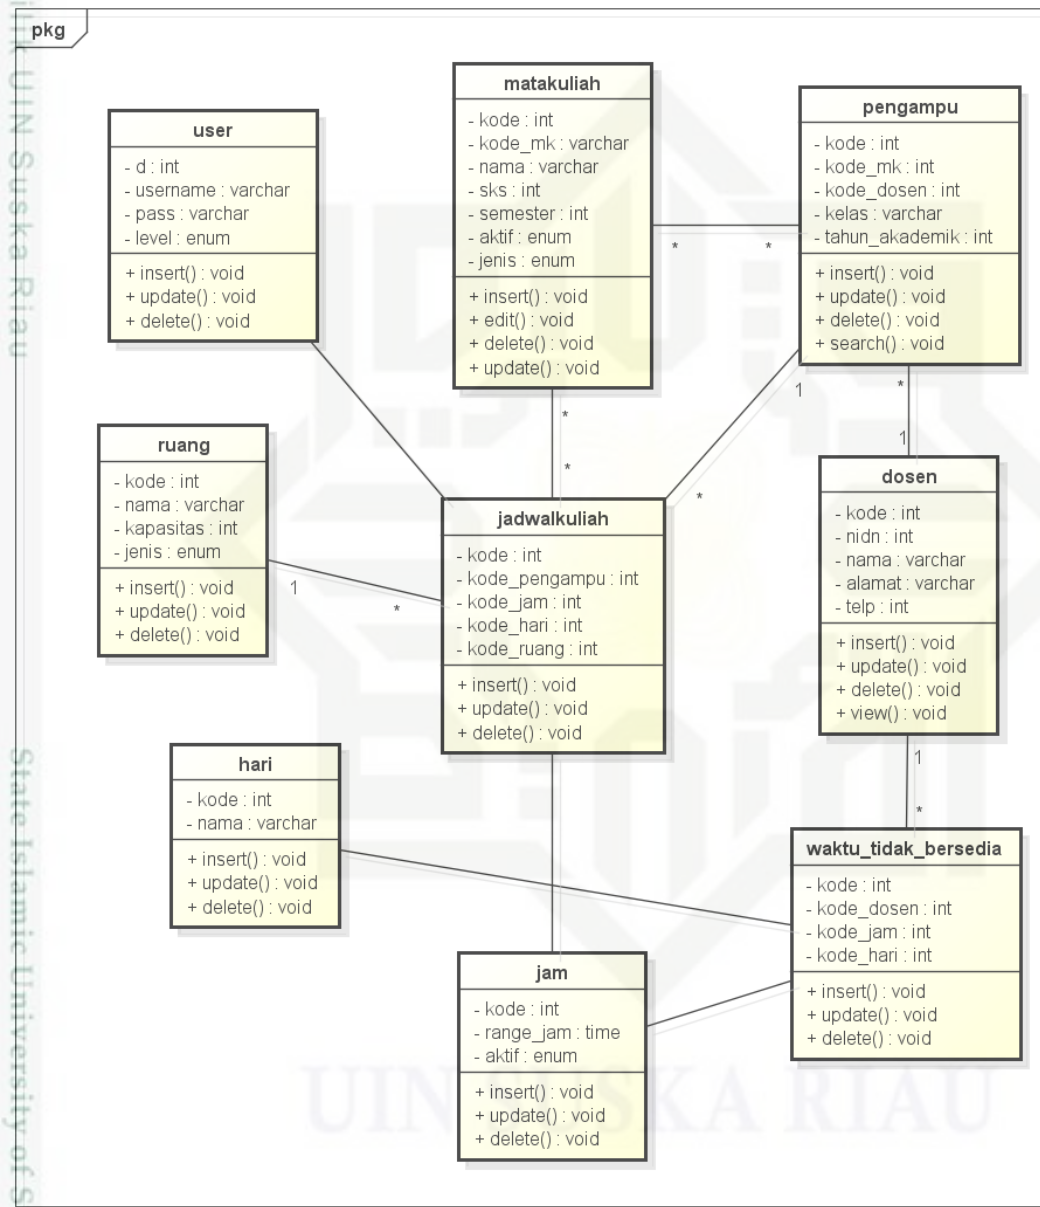 pkg
user
- d : int
- username : varchar
- pass : varchar
- level : enum
+ insert() : void
+ update() : void
+ delete() : void
matakuliah
- kode : int
- kode_mk : varchar
- nama : varchar
- sks : int
- semester : int
- aktif : enum
- jenis : enum
+ insert() : void
+ edit() : void
+ delete() : void
+ update() : void
* *
pengampu
- kode : int
- kode_mk : int
- kode_dosen : int
- kelas : varchar
- tahun_akademik : int
+ insert() : void
+ update() : void
+ delete() : void
+ search() : void
*
1
*
*
1
*
ruang
- kode : int
- nama : varchar
- kapasitas : int
- jenis : enum
+ insert() : void
+ update() : void
+ delete() : void
1
*
jadwalkuliah
- kode : int
- kode_pengampu : int
- kode_jam : int
- kode_hari : int
- kode_ruang : int
+ insert() : void
+ update() : void
+ delete() : void
dosen
- kode : int
- nidn : int
- nama : varchar
- alamat : varchar
- telp : int
+ insert() : void
+ update() : void
+ delete() : void
+ view() : void
1
*
hari
- kode : int
- nama : varchar
+ insert() : void
+ update() : void
+ delete() : void
waktu_tidak_bersedia
- kode : int
- kode_dosen : int
- kode_jam : int
- kode_hari : int
+ insert() : void
+ update() : void
+ delete() : void
jam
- kode : int
- range_jam : time
- aktif : enum
+ insert() : void
+ update() : void
+ delete() : void
UIN SUSKA RIAU
UIN Suska Riau
State Islamic University of S